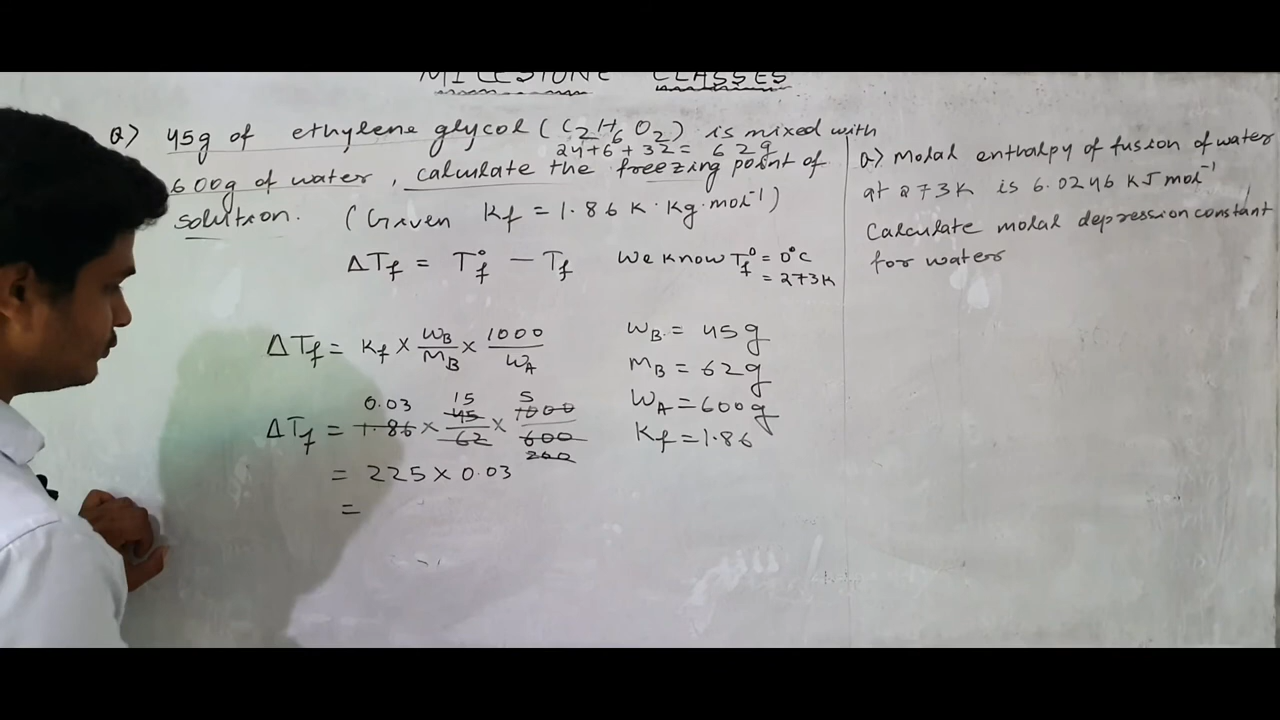 MILESTONE CLASSES
Q> 45g of ethylene glycol (C2H6O2) is mixed with
24+6+32= 62g
600g of water, calculate the freezing point of
solution. (Given Kf = 1.86 K·Kg·mol⁻¹)
ΔTf = Tf° − Tf We know Tf° = 0°C
= 273K
ΔTf = Kf × WB/MB × 1000/WA
0.03 15 5
ΔTf = 1.86 × 45/62 × 1000/600
200
= 225 × 0.03
=
WB = 45g
MB = 62g
WA = 600g
Kf = 1.86
Q> Molal enthalpy of fusion of water
at 273K is 6.0246 KJ mol⁻¹,
Calculate molal depression constant
for water